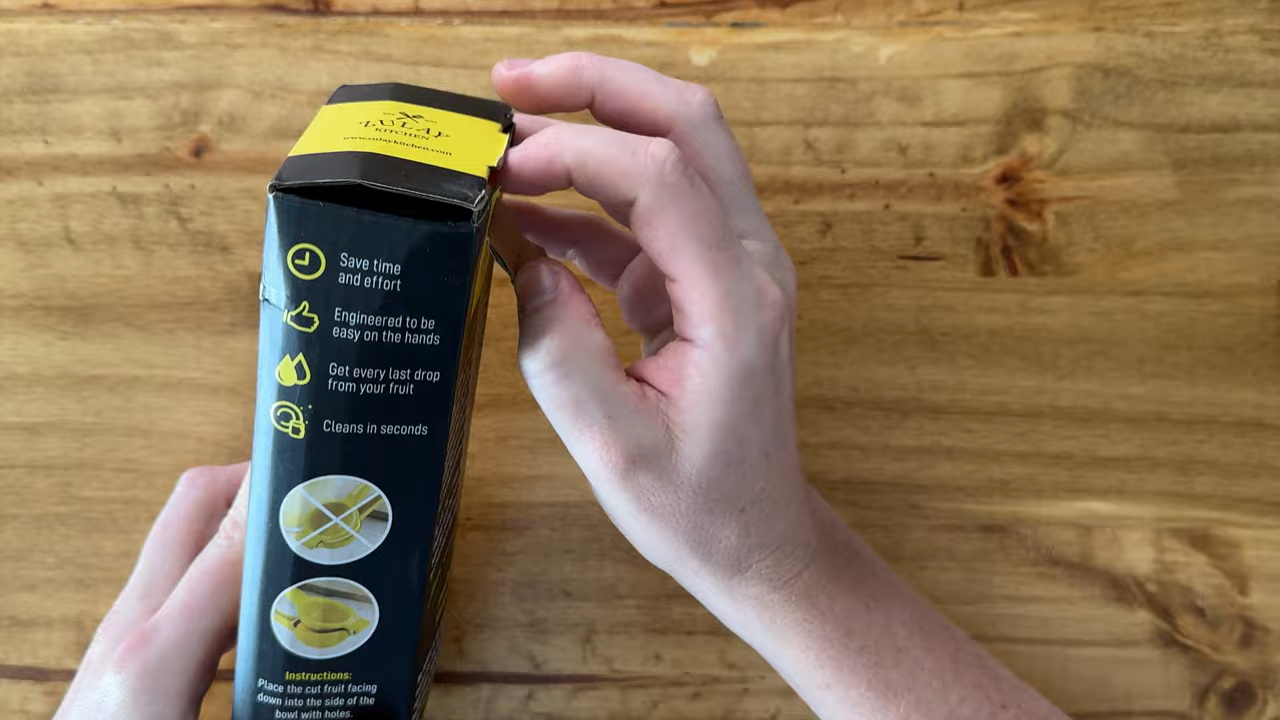 ZULAY
KITCHEN
www.zulaykitchen.com
Save time
and effort
Engineered to be
easy on the hands
Get every last drop
from your fruit
Cleans in seconds
Instructions:
Place the cut fruit facing
down into the side of the
bowl with holes.